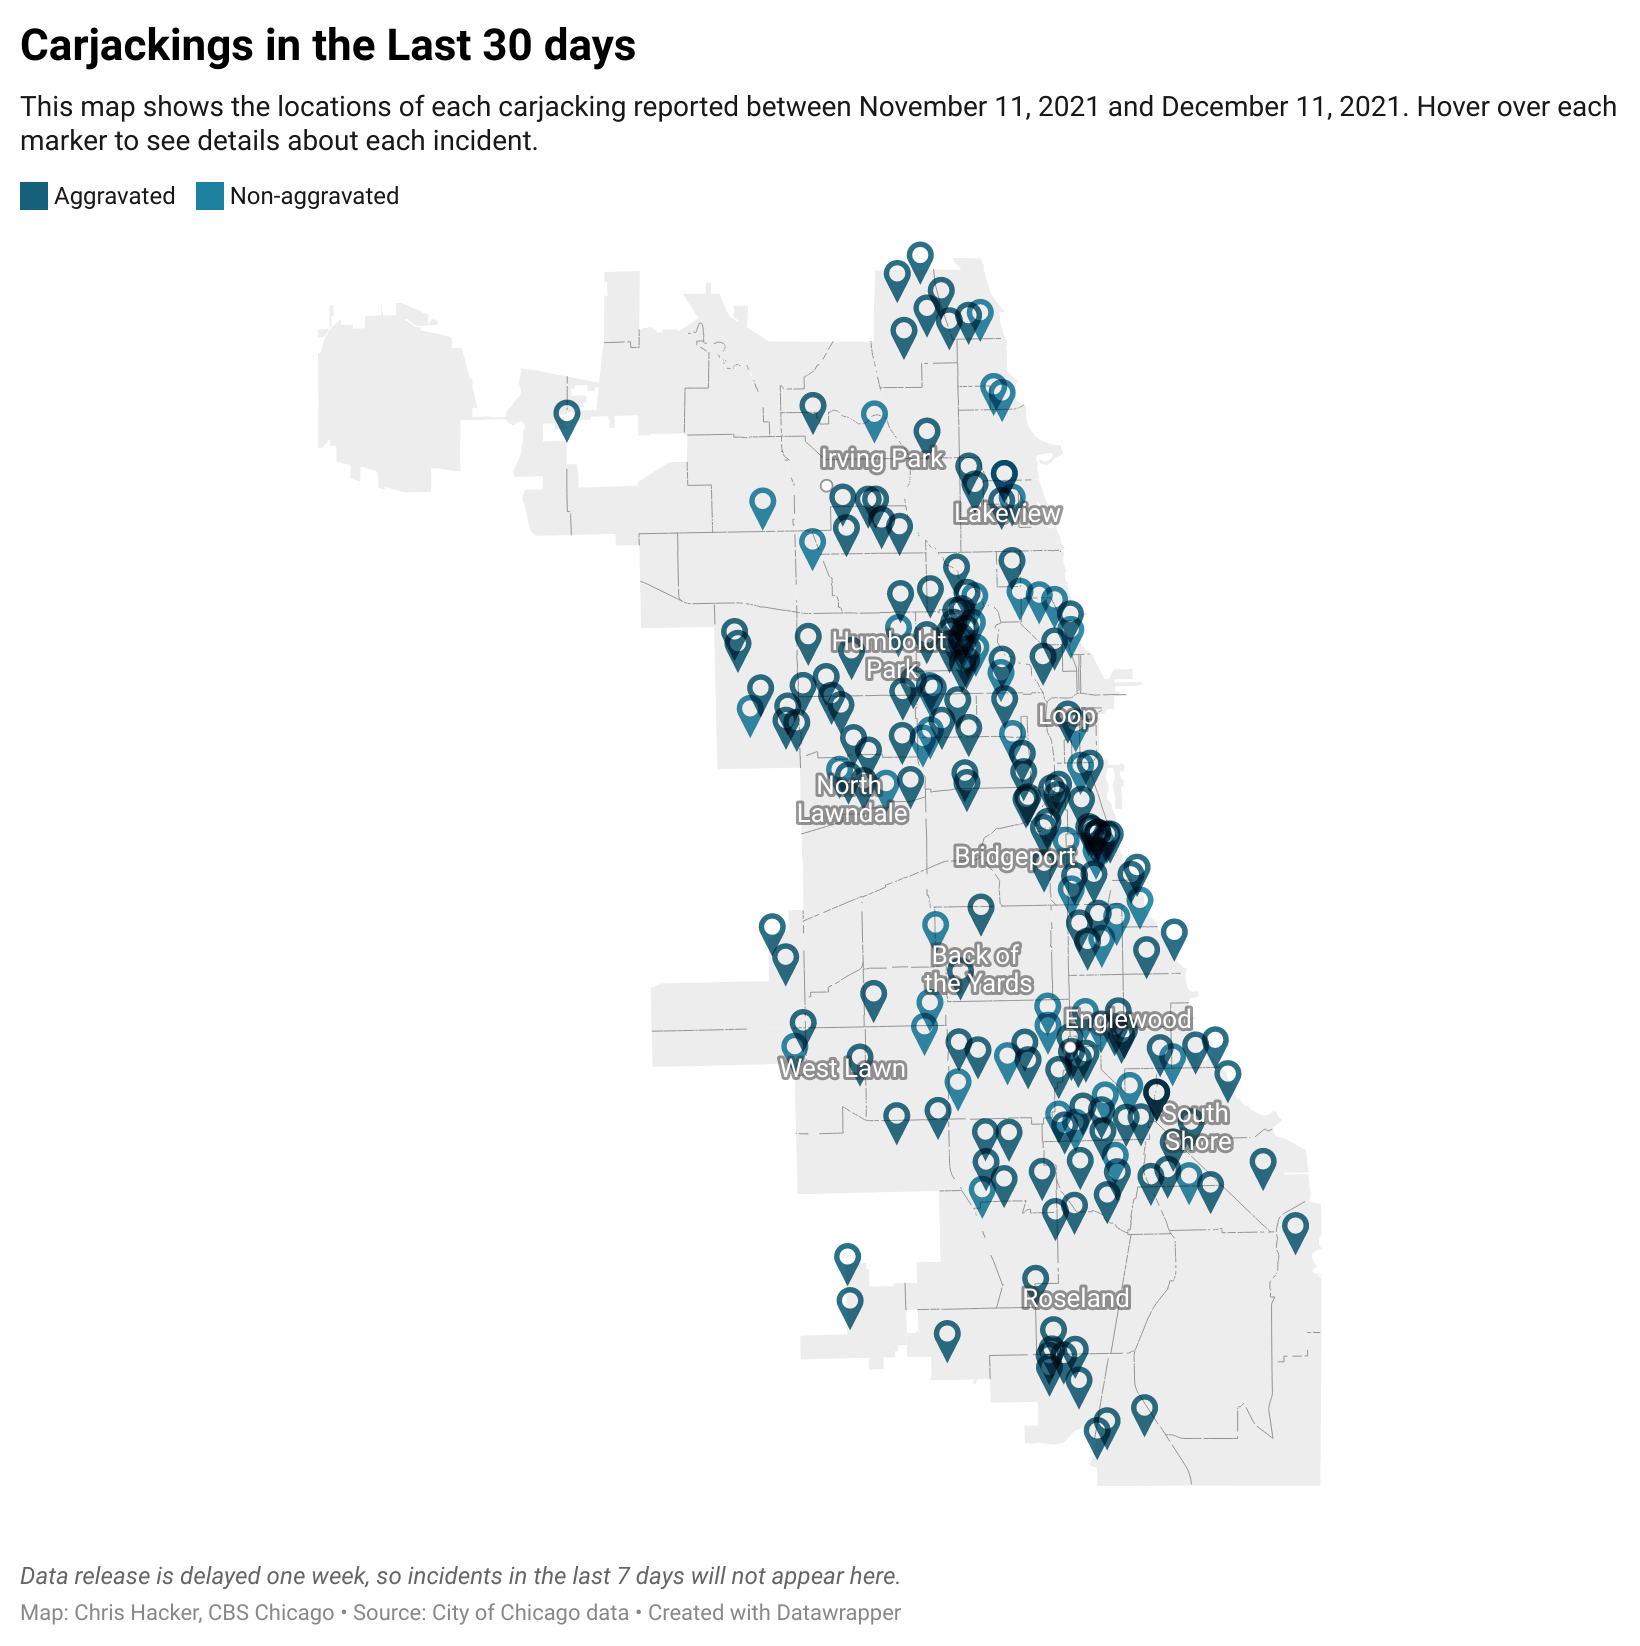 Carjackings in the Last 30 days
This map shows the locations of each carjacking reported between November 11, 2021 and December 11, 2021. Hover over each
marker to see details about each incident.
Aggravated Non-aggravated
Irving Park
Lakeview
Humboldt
Park
Loop
North
Lawndale
Bridgeport
Back of
the Yards
Englewood
West Lawn
South
Shore
Roseland
Data release is delayed one week, so incidents in the last 7 days will not appear here.
Map: Chris Hacker, CBS Chicago • Source: City of Chicago data • Created with Datawrapper